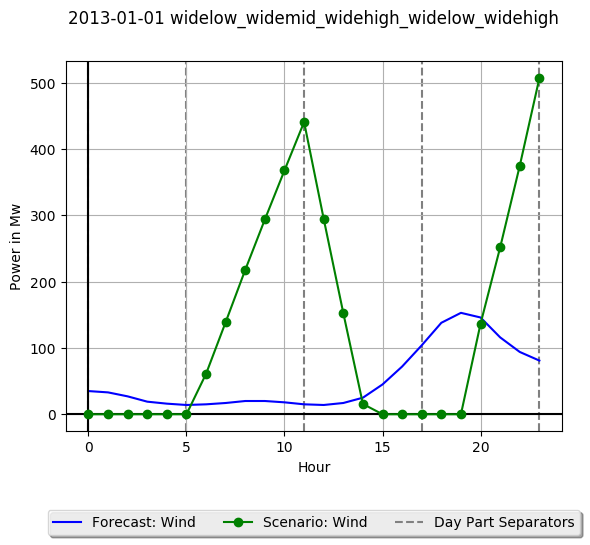 2013-01-01 widelow_widemid_widehigh_widelow_widehigh
500
400
300
200
100
0
Power in Mw
0 5 10 15 20
Hour
Forecast: Wind Scenario: Wind Day Part Separators